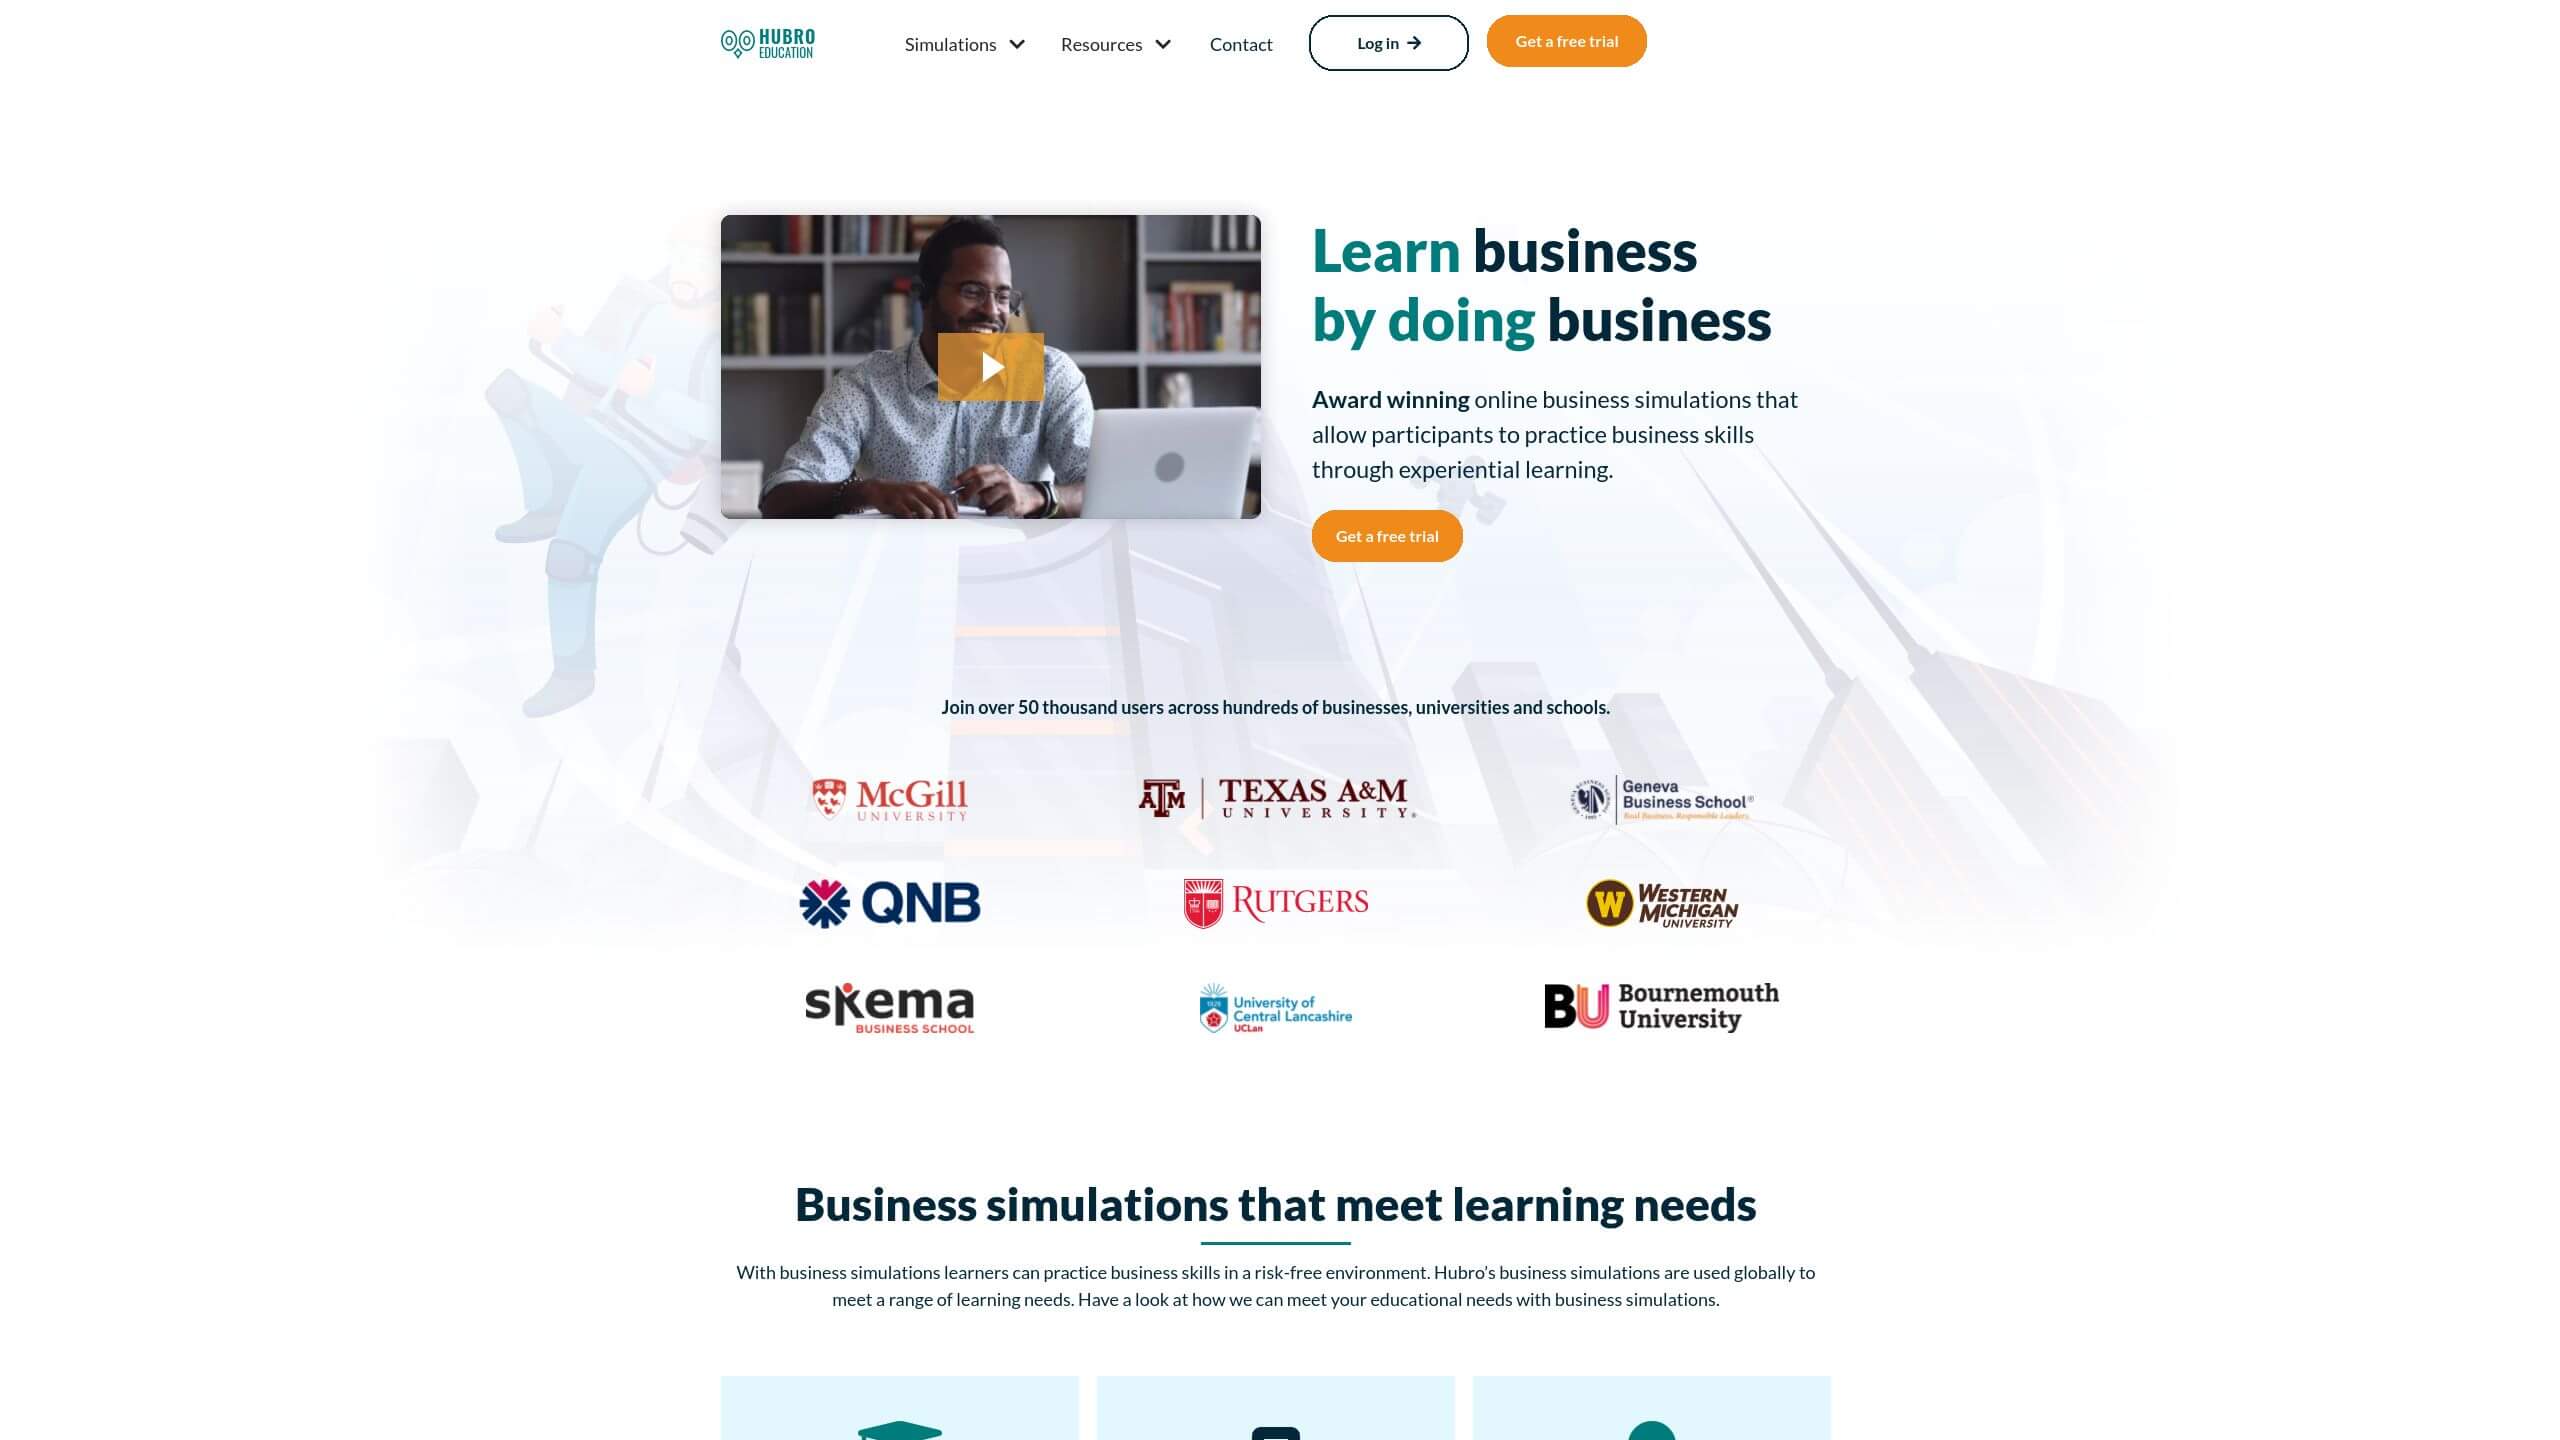 HUBRO
EDUCATION
Simulations
Resources
Contact
Log in
Get a free trial
Learn business
by doing business
Award winning online business simulations that
allow participants to practice business skills
through experiential learning.
Get a free trial
Join over 50 thousand users across hundreds of businesses, universities and schools.
McGill
UNIVERSITY
ATM
TEXAS A&M
UNIVERSITY
Geneva
Business School®
Real Business. Responsible Leaders.
QNB
RUTGERS
W
WESTERN
MICHIGAN
UNIVERSITY
skema
BUSINESS SCHOOL
1828
University of
Central Lancashire
UCLan
BU
Bournemouth
University
Business simulations that meet learning needs
With business simulations learners can practice business skills in a risk-free environment. Hubro’s business simulations are used globally to
meet a range of learning needs. Have a look at how we can meet your educational needs with business simulations.